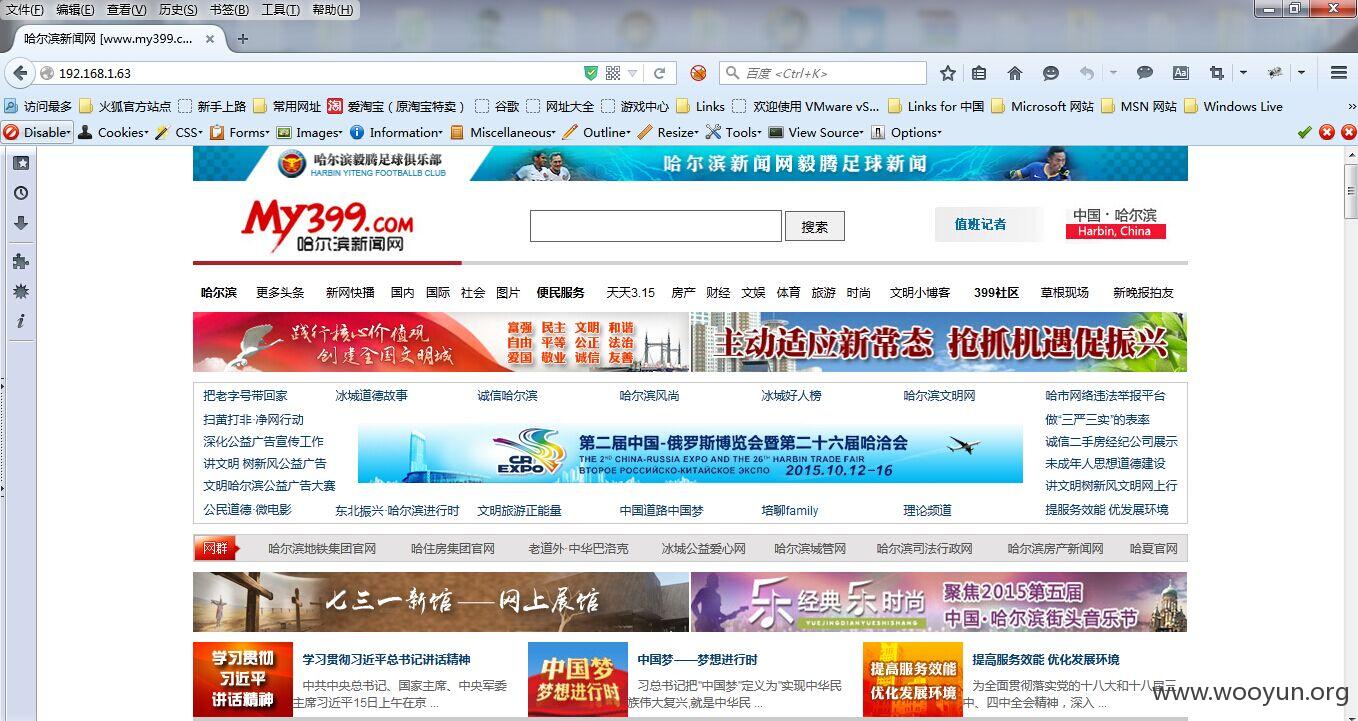 文件(F) 编辑(E) 查看(V) 历史(S) 书签(B) 工具(T) 帮助(H)
哈尔滨新闻网 [www.my399.c...
192.168.1.63
百度 <Ctrl+K>
访问最多 火狐官方站点 新手上路 常用网址 爱淘宝（原淘宝特卖） 谷歌 网址大全 游戏中心 Links 欢迎使用 VMware vS... Links for 中国 Microsoft 网站 MSN 网站 Windows Live
Disable Cookies CSS Forms Images Information Miscellaneous Outline Resize Tools View Source Options
哈尔滨毅腾足球俱乐部
HARBIN YITENG FOOTBALLB CLUB
哈尔滨新闻网毅腾足球新闻
My399.COM
哈尔滨新闻网
搜索
值班记者
中国·哈尔滨
Harbin, China
哈尔滨 更多头条 新网快播 国内 国际 社会 图片 便民服务 天天3.15 房产 财经 文娱 体育 旅游 时尚 文明小博客 399社区 草根现场 新晚报拍友
践行核心价值观
创建全国文明城
富强 民主 文明 和谐
自由 平等 公正 法治
爱国 敬业 诚信 友善
主动适应新常态 抢抓机遇促振兴
把老字号带回家 冰城道德故事 诚信哈尔滨 哈尔滨风尚 冰城好人榜 哈尔滨文明网 哈市网络违法举报平台
扫黄打非·净网行动 做“三严三实”的表率
深化公益广告宣传工作 诚信二手房经纪公司展示
讲文明 树新风公益广告 未成年人思想道德建设
文明哈尔滨公益广告大赛 讲文明树新风文明网上行
CR EXPO
第二届中国-俄罗斯博览会暨第二十六届哈洽会
THE 2ND CHINA-RUSSIA EXPO AND THE 26TH HARBIN TRADE FAIR
ВТОРОЕ РОССИЙСКО-КИТАЙСКОЕ ЭКСПО 2015.10.12-16
公民道德·微电影 东北振兴·哈尔滨进行时 文明旅游正能量 中国道路中国梦 培聊family 理论频道 提服务效能 优发展环境
网群 哈尔滨地铁集团官网 哈住房集团官网 老道外·中华巴洛克 冰城公益爱心网 哈尔滨城管网 哈尔滨司法行政网 哈尔滨房产新闻网 哈夏官网
七三一新馆——网上展馆
乐经典 乐时尚
YUEJINGDIANYUESHISHANG
聚焦2015第五届
中国·哈尔滨街头音乐节
学习贯彻
习近平
讲话精神
学习贯彻习近平总书记讲话精神
中共中央总书记、国家主席、中央军委
主席习近平15日上午在京 ...
中国梦
梦想进行时
中国梦——梦想进行时
习总书记把"中国梦"定义为"实现中华民
族伟大复兴,就是中华民 ...
提高服务效能
优化发展环境
提高服务效能 优化发展环境
为全面贯彻落实党的十八大和十八届三
中、四中全会精神，深入 ...
www.wooyun.org